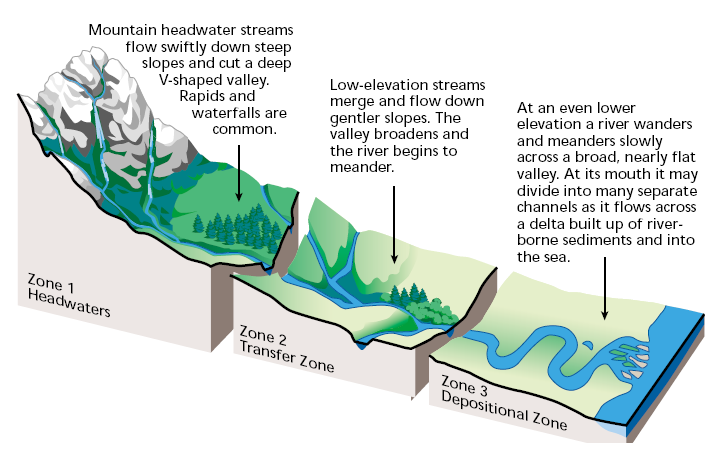 Mountain headwater streams
flow swiftly down steep
slopes and cut a deep
V-shaped valley.
Rapids and
waterfalls are
common.
Low-elevation streams
merge and flow down
gentler slopes. The
valley broadens and
the river begins to
meander.
At an even lower
elevation a river wanders
and meanders slowly
across a broad, nearly flat
valley. At its mouth it may
divide into many separate
channels as it flows across
a delta built up of river-
borne sediments and into
the sea.
Zone 1
Headwaters
Zone 2
Transfer Zone
Zone 3
Depositional Zone